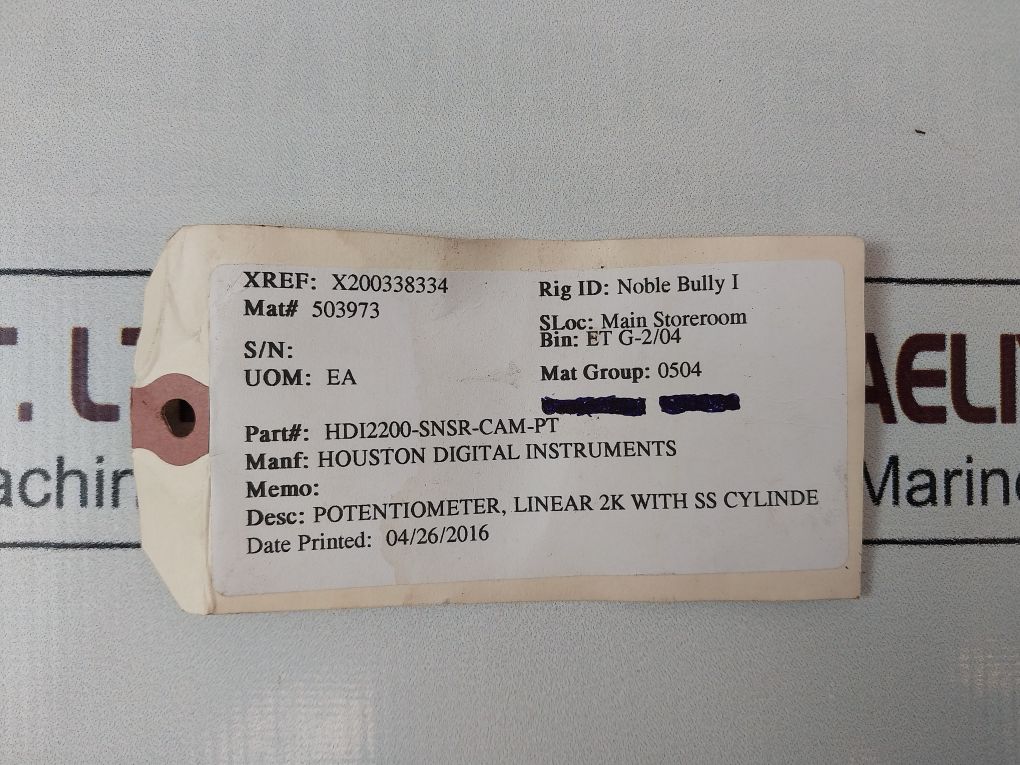 XREF: X200338334
Mat# 503973
S/N:
UOM: EA
Rig ID: Noble Bully I
SLoc: Main Storeroom
Bin: ET G-2/04
Mat Group: 0504
Part#: HDI2200-SNSR-CAM-PT
Manf: HOUSTON DIGITAL INSTRUMENTS
Memo:
Desc: POTENTIOMETER, LINEAR 2K WITH SS CYLINDE
Date Printed: 04/26/2016